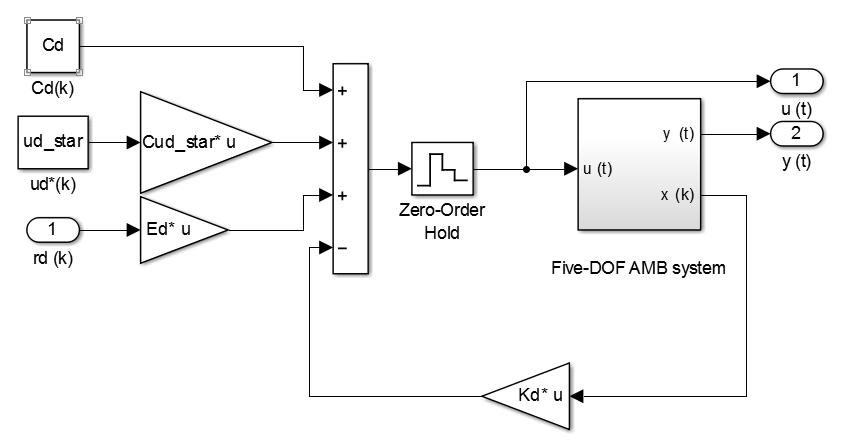 Cd
Cd(k)
ud_star
ud*(k)
Cud_star* u
1
rd (k)
Ed* u
+
+
+
−
Zero-Order
Hold
u (t)
y (t)
x (k)
Five-DOF AMB system
1
u (t)
2
y (t)
Kd* u